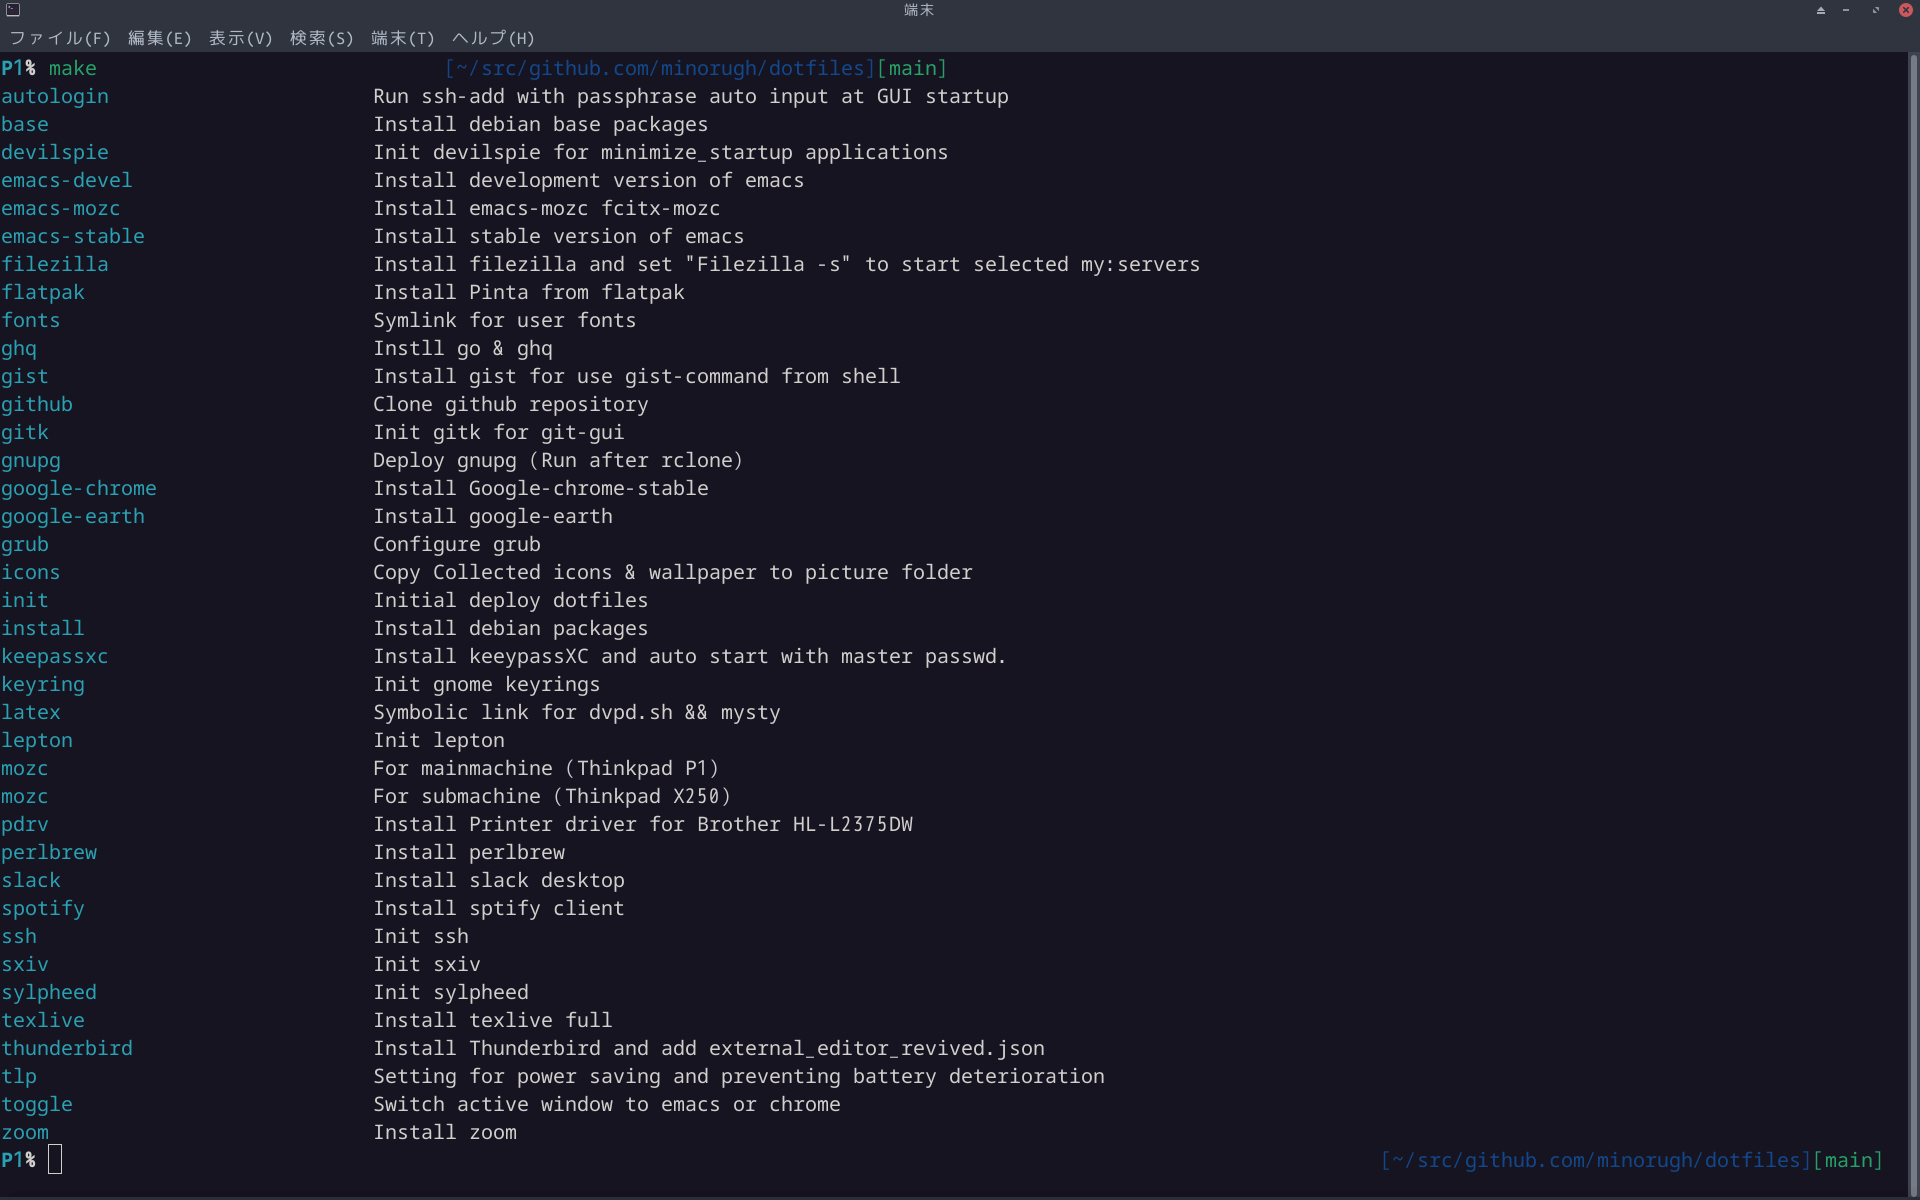 端末
ファイル(F) 編集(E) 表示(V) 検索(S) 端末(T) ヘルプ(H)
P1% make [~/src/github.com/minorugh/dotfiles][main]
autologin Run ssh-add with passphrase auto input at GUI startup
base Install debian base packages
devilspie Init devilspie for minimize_startup applications
emacs-devel Install development version of emacs
emacs-mozc Install emacs-mozc fcitx-mozc
emacs-stable Install stable version of emacs
filezilla Install filezilla and set "Filezilla -s" to start selected my:servers
flatpak Install Pinta from flatpak
fonts Symlink for user fonts
ghq Instll go & ghq
gist Install gist for use gist-command from shell
github Clone github repository
gitk Init gitk for git-gui
gnupg Deploy gnupg (Run after rclone)
google-chrome Install Google-chrome-stable
google-earth Install google-earth
grub Configure grub
icons Copy Collected icons & wallpaper to picture folder
init Initial deploy dotfiles
install Install debian packages
keepassxc Install keeypassXC and auto start with master passwd.
keyring Init gnome keyrings
latex Symbolic link for dvpd.sh && mysty
lepton Init lepton
mozc For mainmachine (Thinkpad P1)
mozc For submachine (Thinkpad X250)
pdrv Install Printer driver for Brother HL-L2375DW
perlbrew Install perlbrew
slack Install slack desktop
spotify Install sptify client
ssh Init ssh
sxiv Init sxiv
sylpheed Init sylpheed
texlive Install texlive full
thunderbird Install Thunderbird and add external_editor_revived.json
tlp Setting for power saving and preventing battery deterioration
toggle Switch active window to emacs or chrome
zoom Install zoom
P1% [~/src/github.com/minorugh/dotfiles][main]